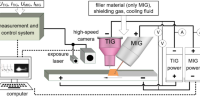 measurement and
control system
high-speed
camera
filler material (only MIG),
shielding gas, cooling fluid
TIG
MIG
exposure
laser
TIG
power
MIG
power
computer